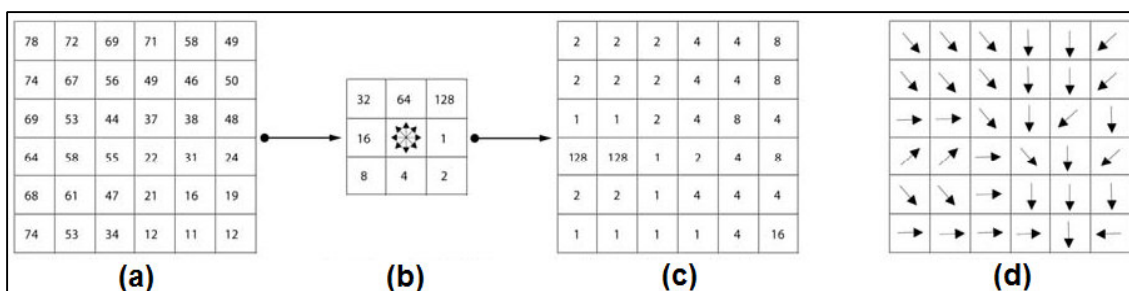 78 72 69 71 58 49
74 67 56 49 46 50
69 53 44 37 38 48
64 58 55 22 31 24
68 61 47 21 16 19
74 53 34 12 11 12
(a)
32 64 128
16 1
8 4 2
(b)
2 2 2 4 4 8
2 2 2 4 4 8
1 1 2 4 8 4
128 128 1 2 4 8
2 2 1 4 4 4
1 1 1 1 4 16
(c)
(d)